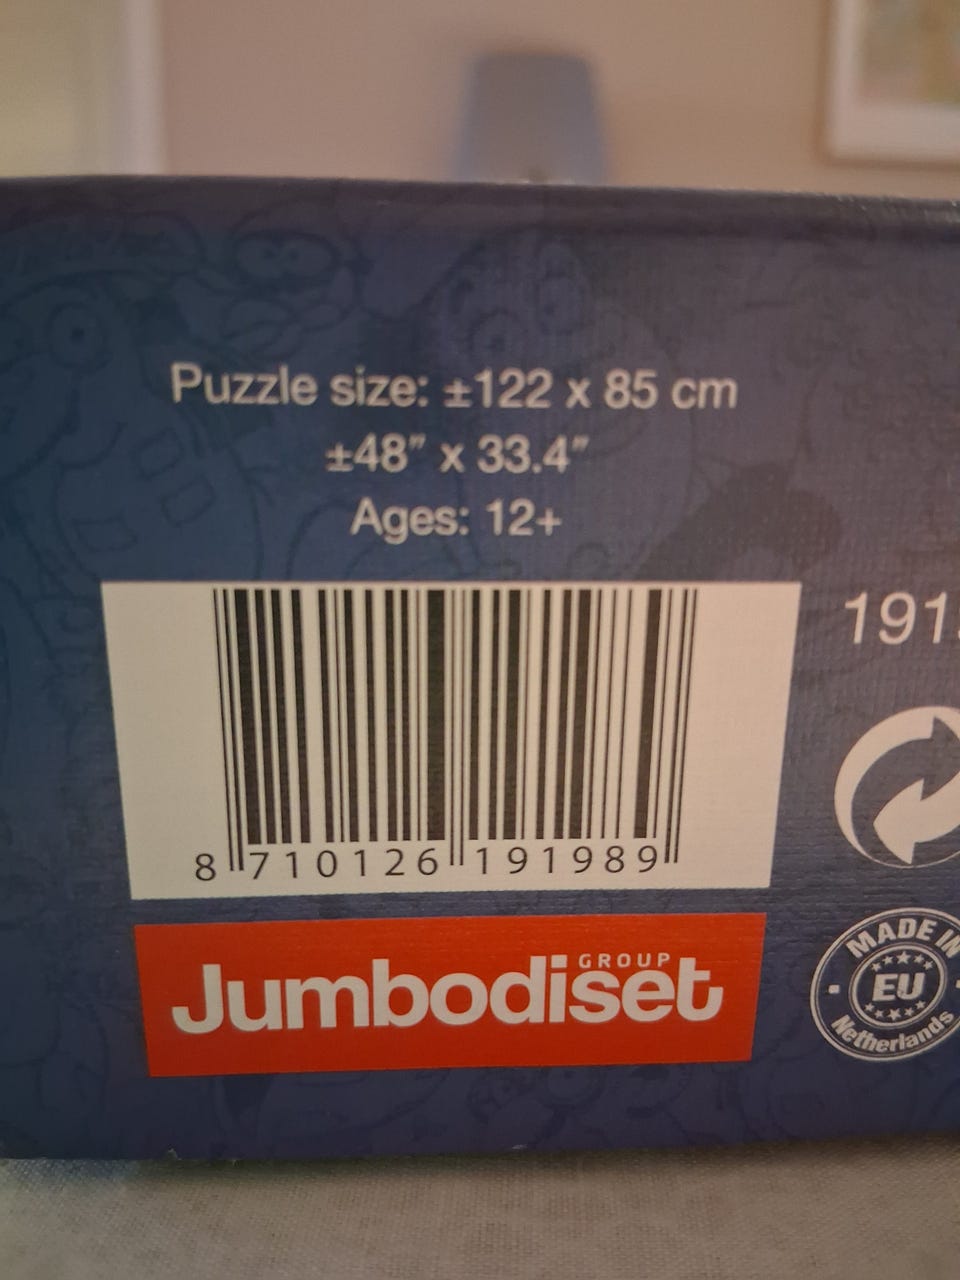 Puzzle size: ±122 x 85 cm
±48" x 33.4"
Ages: 12+
8 710126 191989
GROUP
Jumbodiset
MADE IN
EU
Netherlands